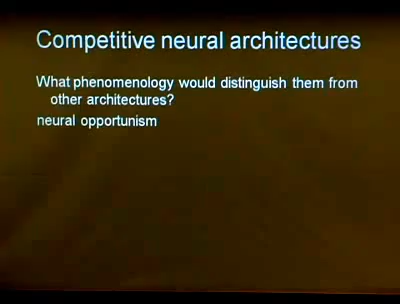 Competitive neural architectures
What phenomenology would distinguish them from
other architectures?
neural opportunism